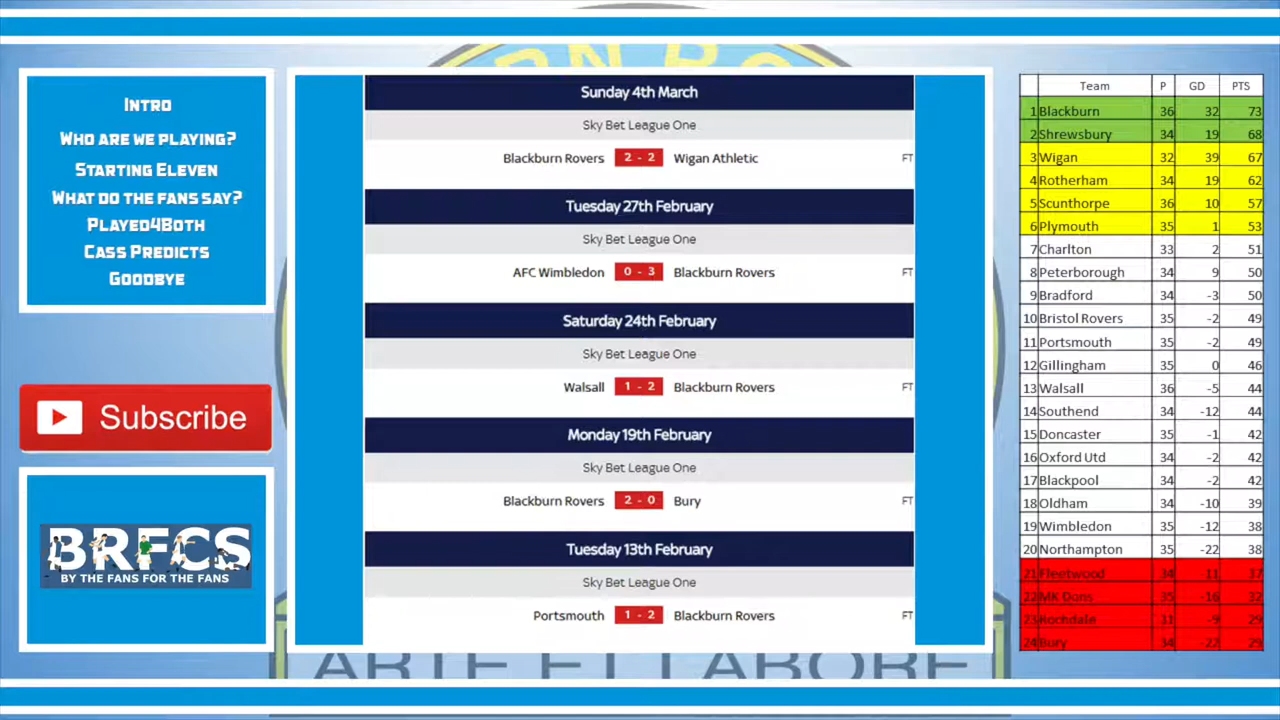 INTRO
WHO ARE WE PLAYING?
STARTING ELEVEN
WHAT DO THE FANS SAY?
PLAYED4BOTH
CASS PREDICTS
GOODBYE
Subscribe
BRFCS
BY THE FANS FOR THE FANS
Sunday 4th March
Sky Bet League One
Blackburn Rovers 2 - 2 Wigan Athletic FT
Tuesday 27th February
Sky Bet League One
AFC Wimbledon 0 - 3 Blackburn Rovers FT
Saturday 24th February
Sky Bet League One
Walsall 1 - 2 Blackburn Rovers FT
Monday 19th February
Sky Bet League One
Blackburn Rovers 2 - 0 Bury FT
Tuesday 13th February
Sky Bet League One
Portsmouth 1 - 2 Blackburn Rovers FT
ARTE ET LABORE
Team P GD PTS
1 Blackburn 36 32 73
2 Shrewsbury 34 19 68
3 Wigan 32 39 67
4 Rotherham 34 19 62
5 Scunthorpe 36 10 57
6 Plymouth 35 1 53
7 Charlton 33 2 51
8 Peterborough 34 9 50
9 Bradford 34 -3 50
10 Bristol Rovers 35 -2 49
11 Portsmouth 35 -2 49
12 Gillingham 35 0 46
13 Walsall 36 -5 44
14 Southend 34 -12 44
15 Doncaster 35 -1 42
16 Oxford Utd 34 -2 42
17 Blackpool 34 -2 42
18 Oldham 34 -10 39
19 Wimbledon 35 -12 38
20 Northampton 35 -22 38
21 Fleetwood 34 -11 37
22 MK Dons 35 -16 32
23 Rochdale 31 -9 29
24 Bury 34 -22 29